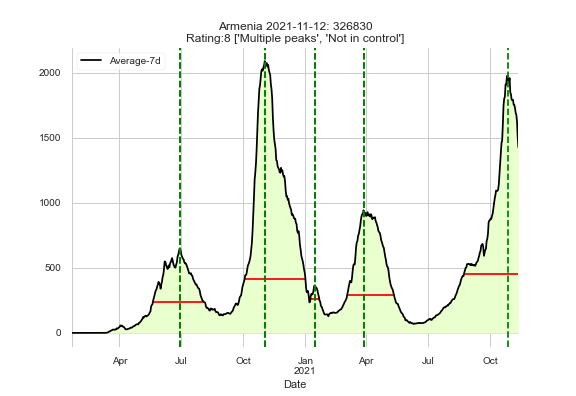 Armenia 2021-11-12: 326830
Rating:8 ['Multiple peaks', 'Not in control']
Average-7d
2000
1500
1000
500
0
Apr Jul Oct Jan Apr Jul Oct
2021
Date